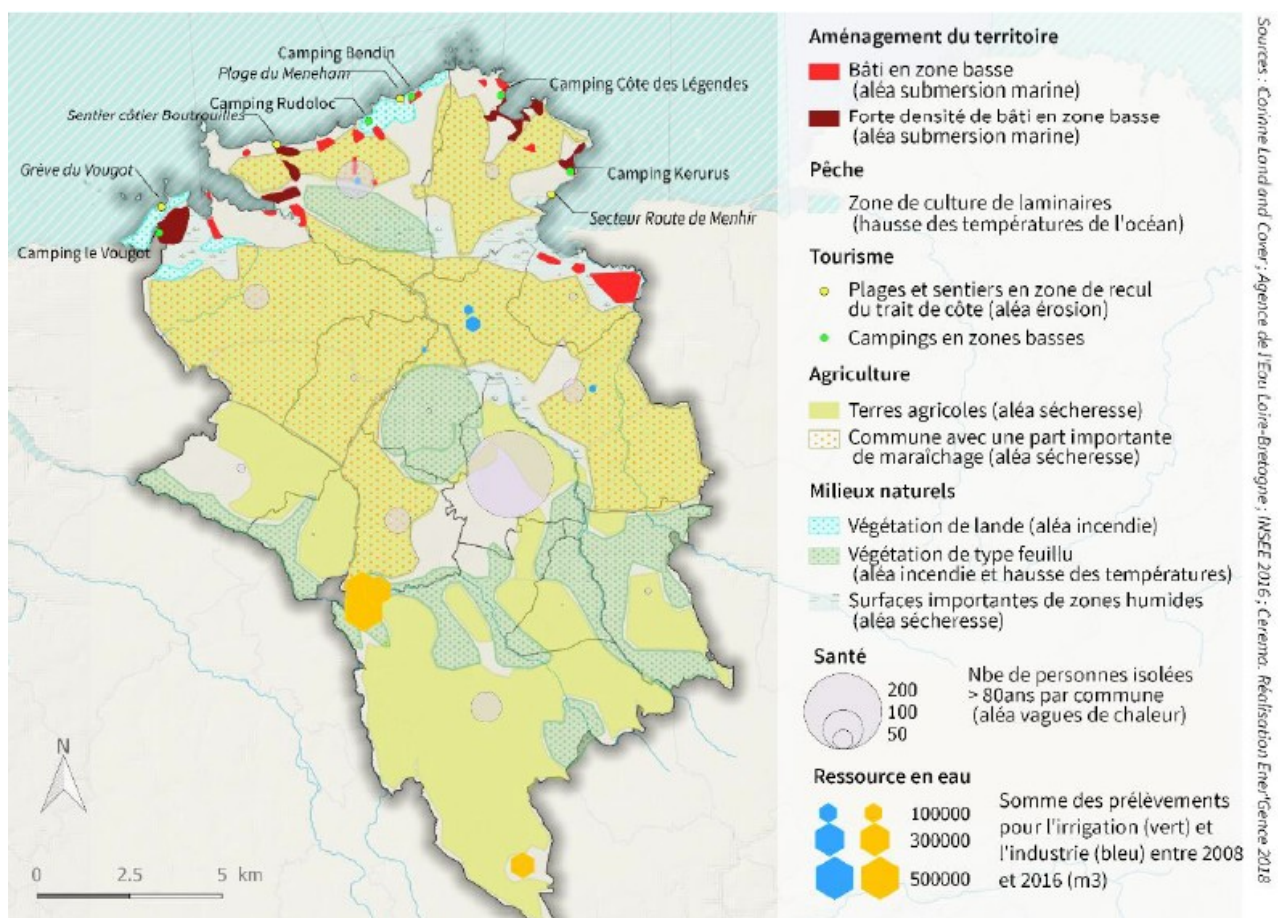 Camping Bendin
Plage du Meneham
Camping Rudoloc
Sentier côtier Boutrouilles
Grève du Vougot
Camping le Vougot
Camping Côte des Légendes
Camping Kerurus
Secteur Route de Menhir
N
0 2.5 5 km
Aménagement du territoire
Bâti en zone basse
(aléa submersion marine)
Forte densité de bâti en zone basse
(aléa submersion marine)
Pêche
Zone de culture de laminaires
(hausse des températures de l'océan)
Tourisme
Plages et sentiers en zone de recul
du trait de côte (aléa érosion)
Campings en zones basses
Agriculture
Terres agricoles (aléa sécheresse)
Commune avec une part importante
de maraîchage (aléa sécheresse)
Milieux naturels
Végétation de lande (aléa incendie)
Végétation de type feuillu
(aléa incendie et hausse des températures)
Surfaces importantes de zones humides
(aléa sécheresse)
Santé
200
100
50
Nbe de personnes isolées
> 80ans par commune
(aléa vagues de chaleur)
Ressource en eau
100000
300000
500000
Somme des prélèvements
pour l'irrigation (vert) et
l'industrie (bleu) entre 2008
et 2016 (m3)
Sources : Corinne Land and Cover ; Agence de l'Eau Loire-Bretagne ; INSEE 2016 ; Cerema. Réalisation Ener'Gence 2018